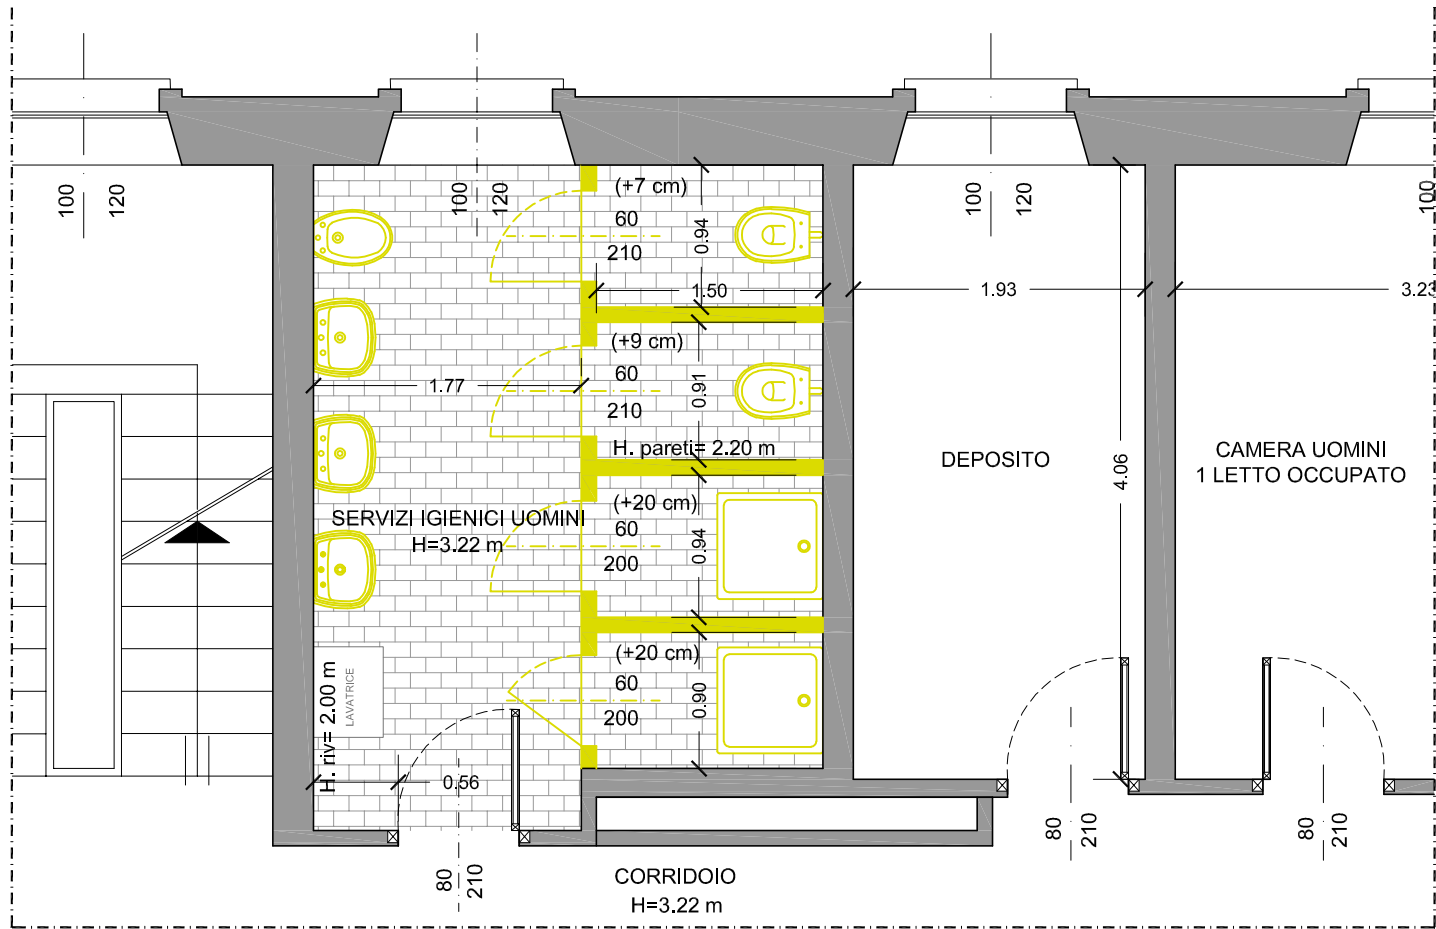 100
120
100
120
100
120
100
(+7 cm)
60
210
0.94
1.50
1.93
3.23
(+9 cm)
60
210
0.91
1.77
H. pareti= 2.20 m
DEPOSITO
4.06
CAMERA UOMINI
1 LETTO OCCUPATO
(+20 cm)
60
200
0.94
SERVIZI IGIENICI UOMINI
H=3.22 m
(+20 cm)
60
200
0.90
H. riv= 2.00 m
LAVATRICE
0.56
80
210
80
210
80
210
CORRIDOIO
H=3.22 m